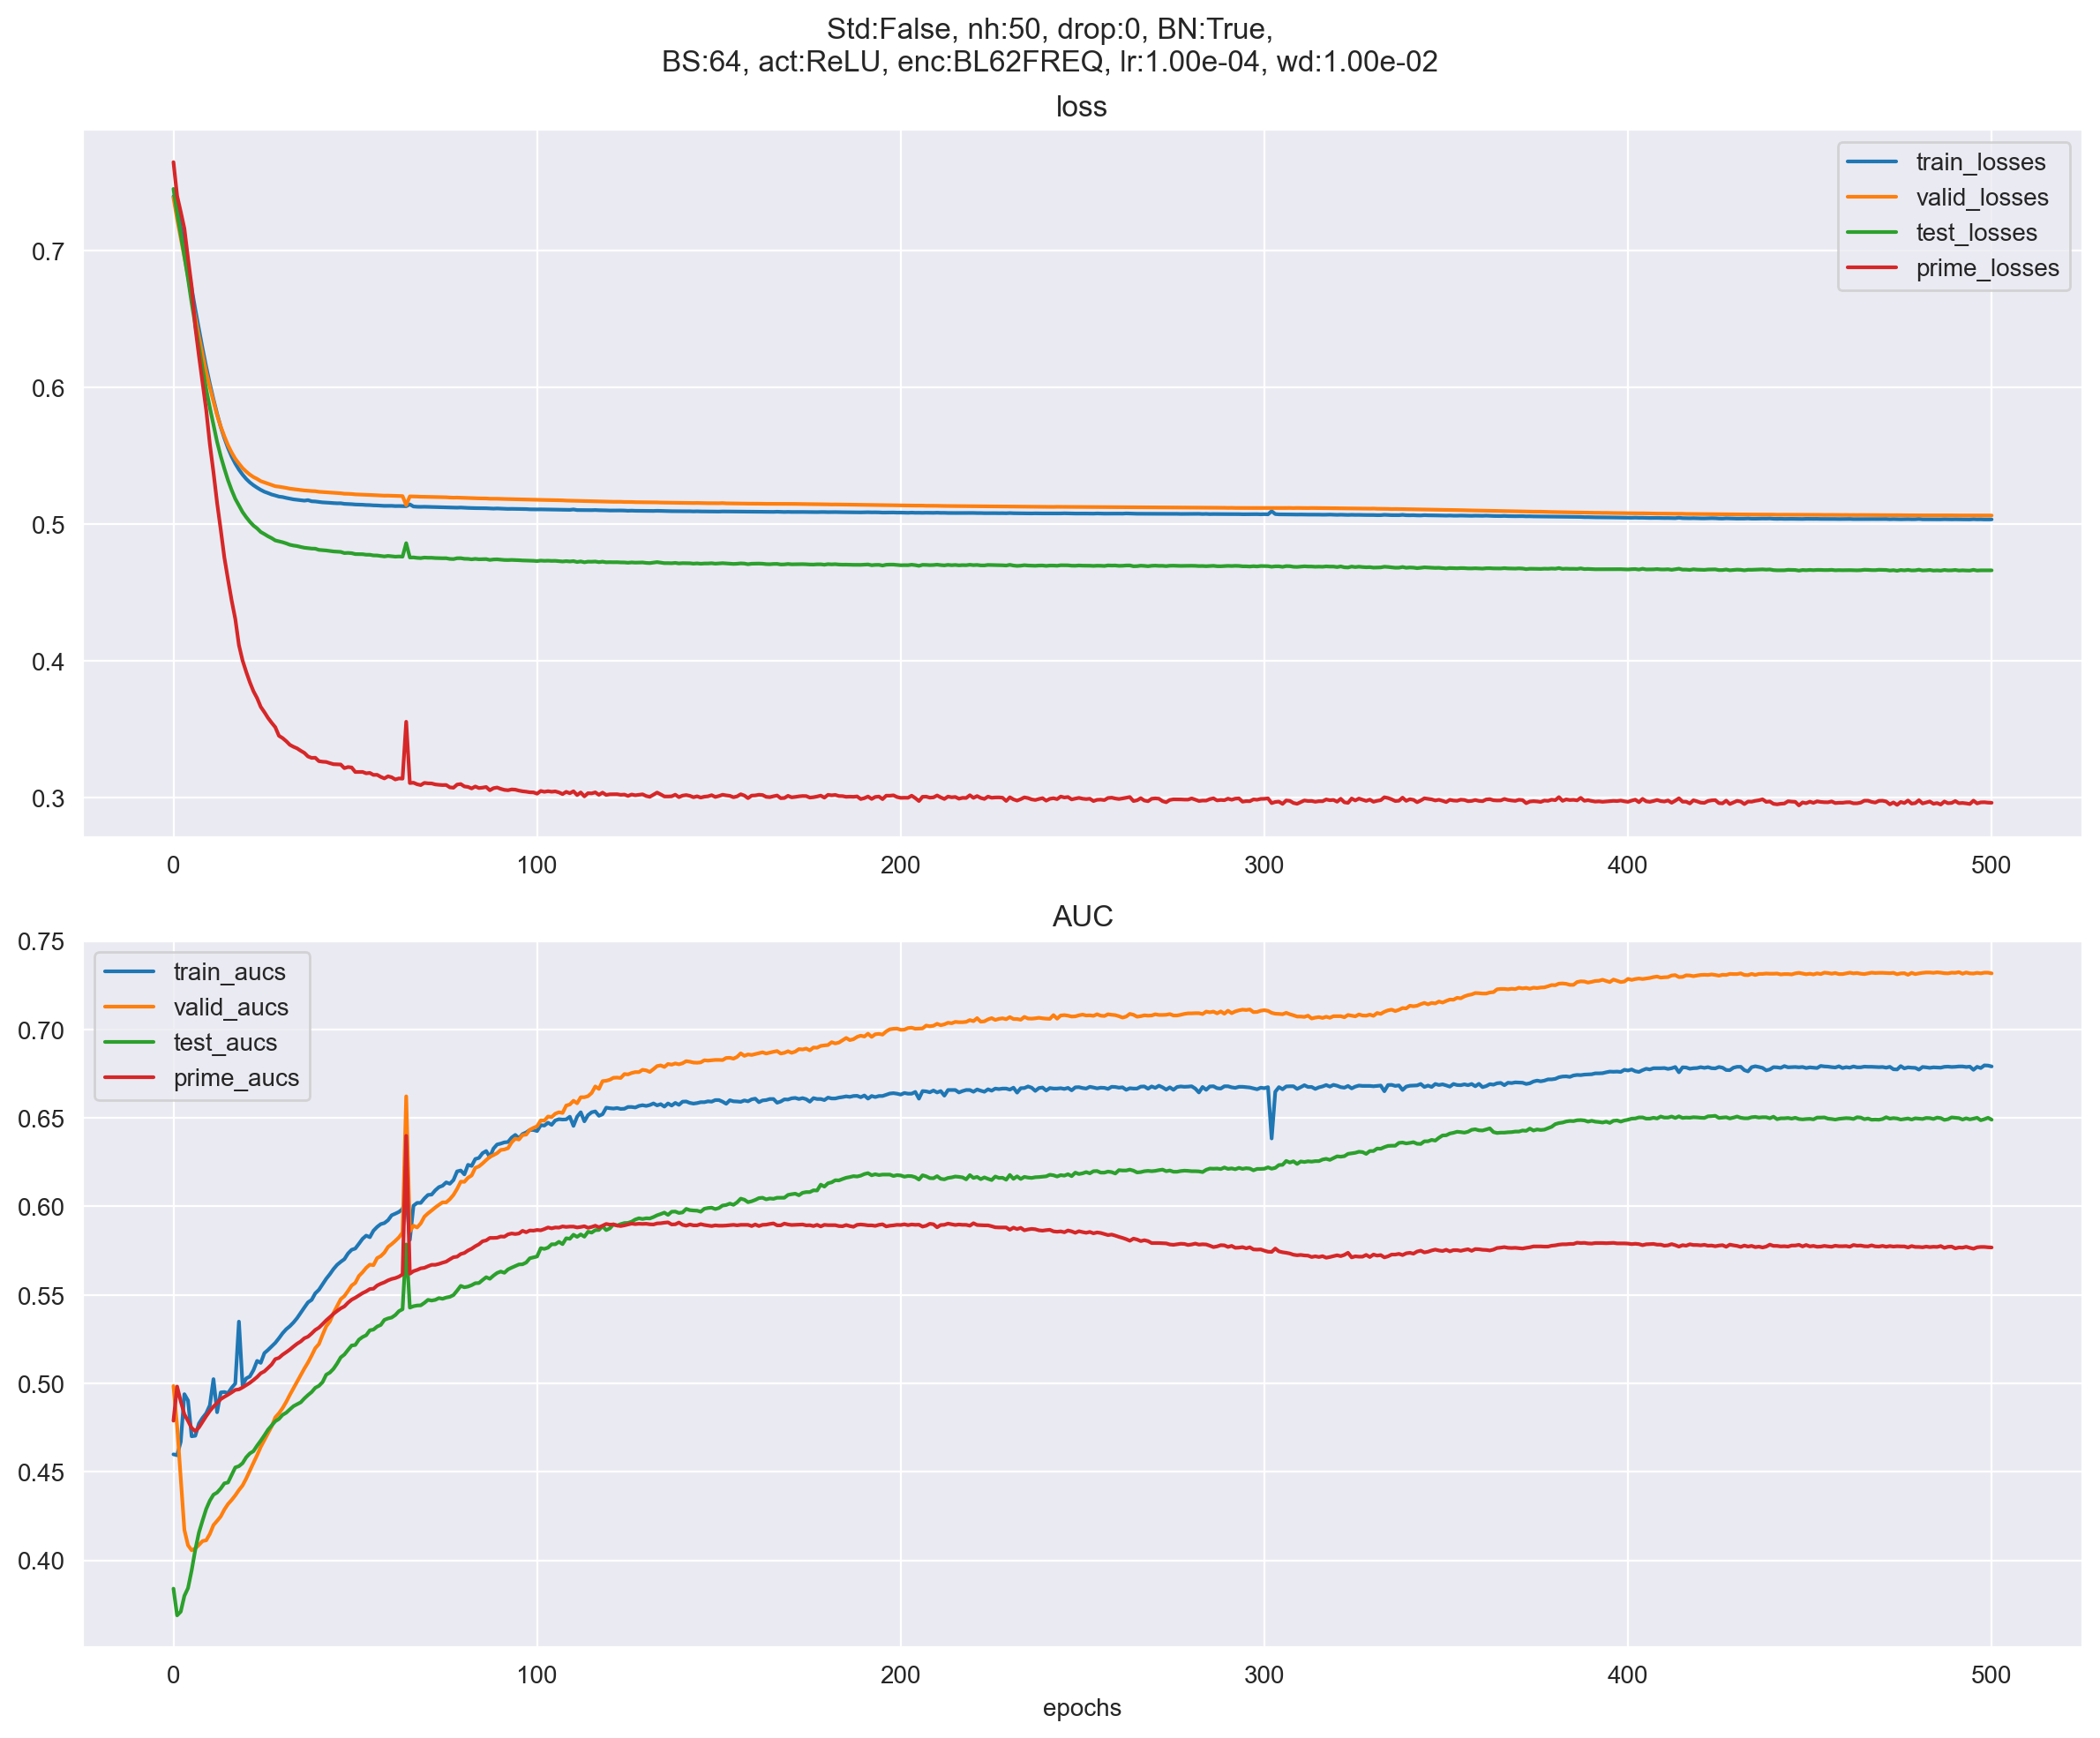 Std:False, nh:50, drop:0, BN:True,
BS:64, act:ReLU, enc:BL62FREQ, lr:1.00e-04, wd:1.00e-02
loss
train_losses
valid_losses
test_losses
prime_losses
0.7
0.6
0.5
0.4
0.3
0 100 200 300 400 500
AUC
train_aucs
valid_aucs
test_aucs
prime_aucs
0.75
0.70
0.65
0.60
0.55
0.50
0.45
0.40
0 100 200 300 400 500
epochs